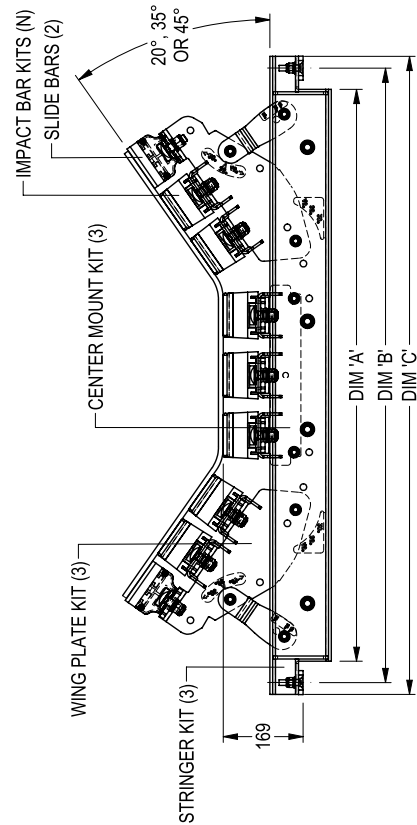 WING PLATE KIT (3)
STRINGER KIT (3)
CENTER MOUNT KIT (3)
IMPACT BAR KITS (N)
SLIDE BARS (2)
20°, 35°
OR 45°
169
DIM 'A'
DIM 'B'
DIM 'C'